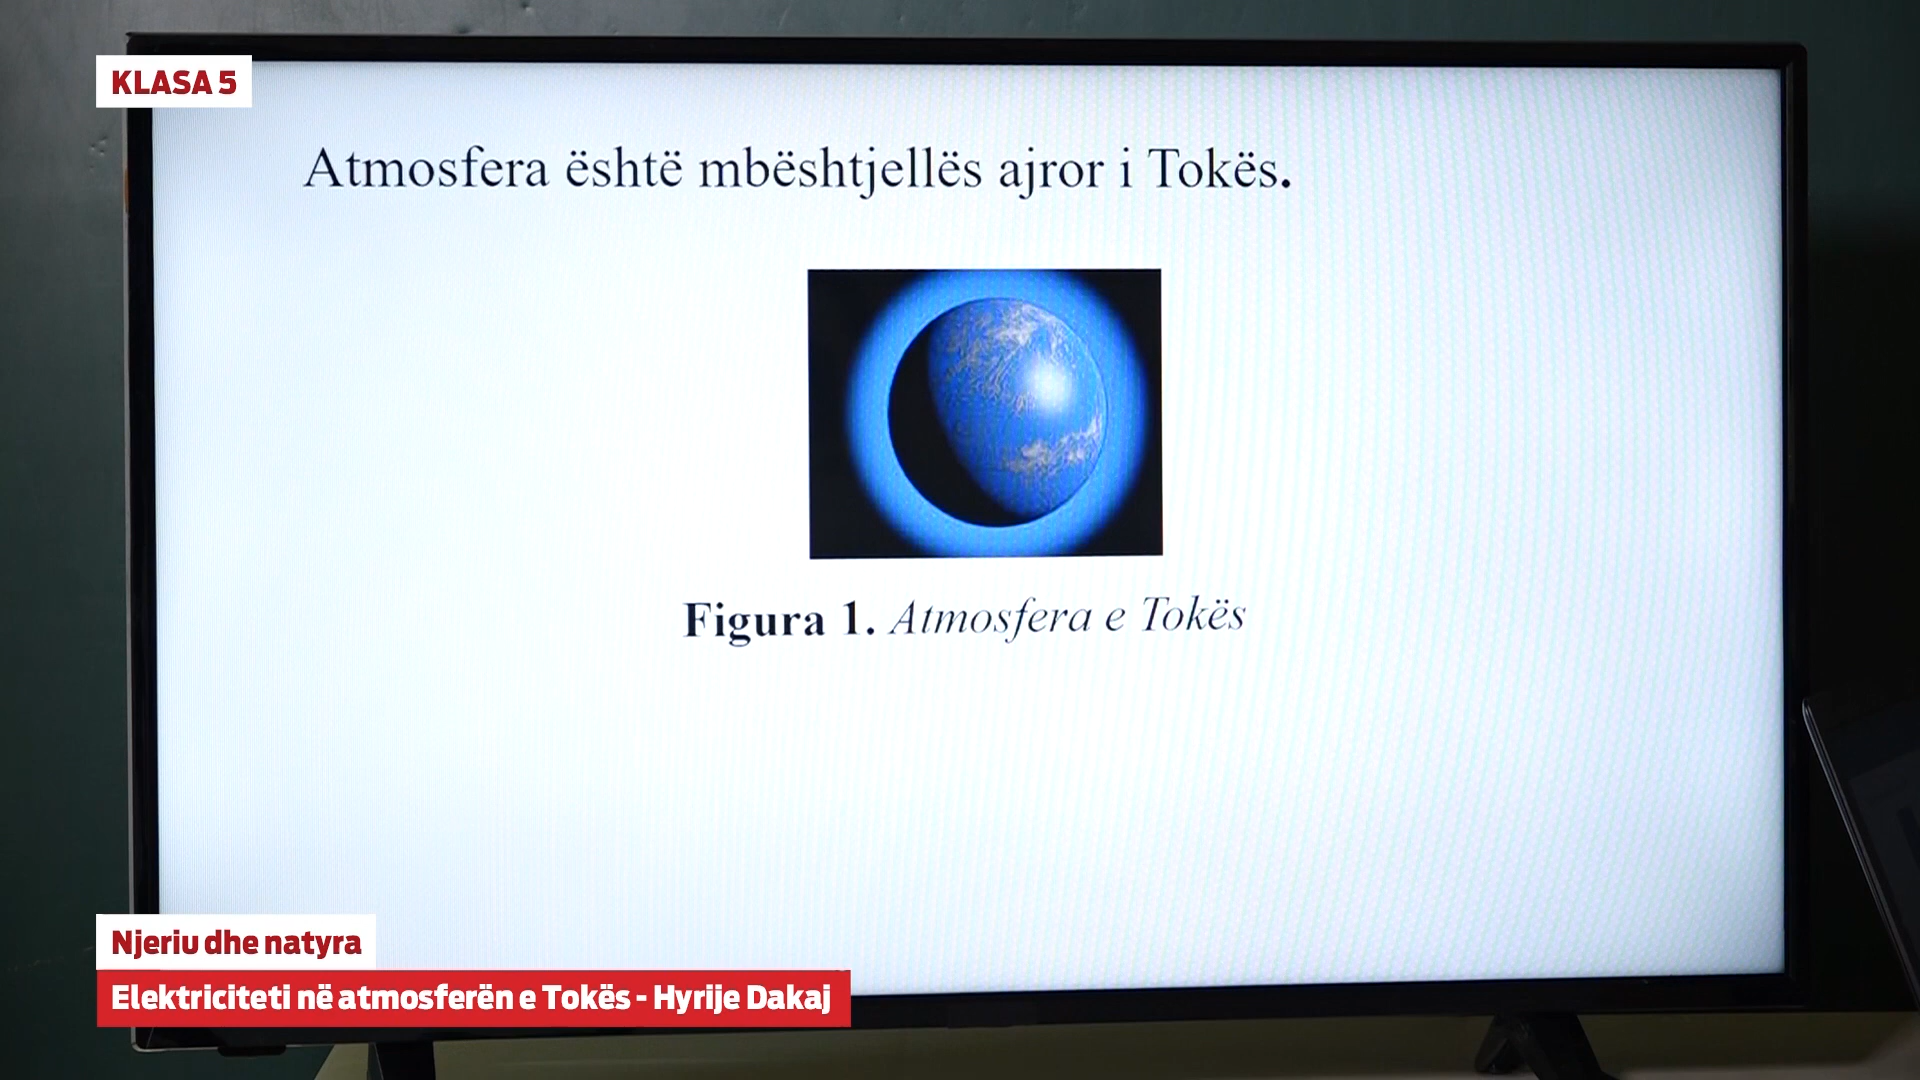 KLASA 5
Atmosfera është mbështjellës ajror i Tokës.
Figura 1. Atmosfera e Tokës
Njeriu dhe natyra
Elektriciteti në atmosferën e Tokës - Hyrije Dakaj